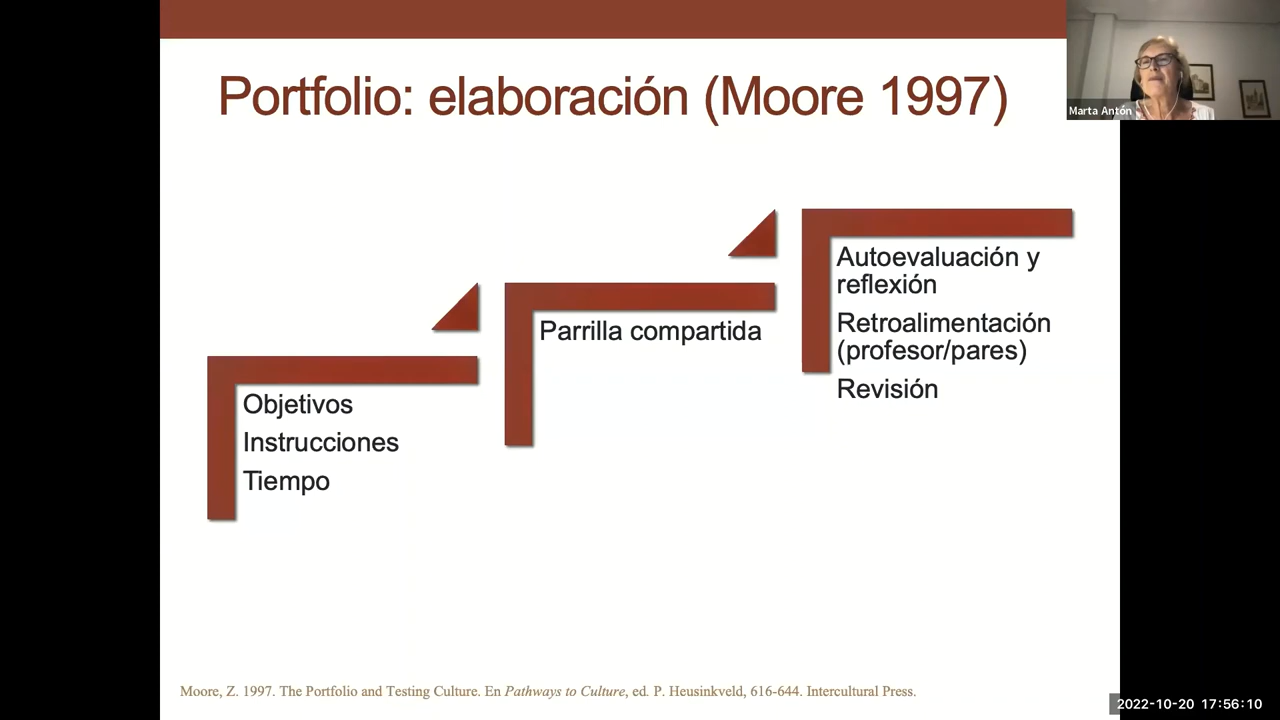 Portfolio: elaboración (Moore 1997)
Marta Antón
Objetivos
Instrucciones
Tiempo
Parrilla compartida
Autoevaluación y
reflexión
Retroalimentación
(profesor/pares)
Revisión
Moore, Z. 1997. The Portfolio and Testing Culture. En Pathways to Culture, ed. P. Heusinkveld, 616-644. Intercultural Press.
2022-10-20 17:56:10